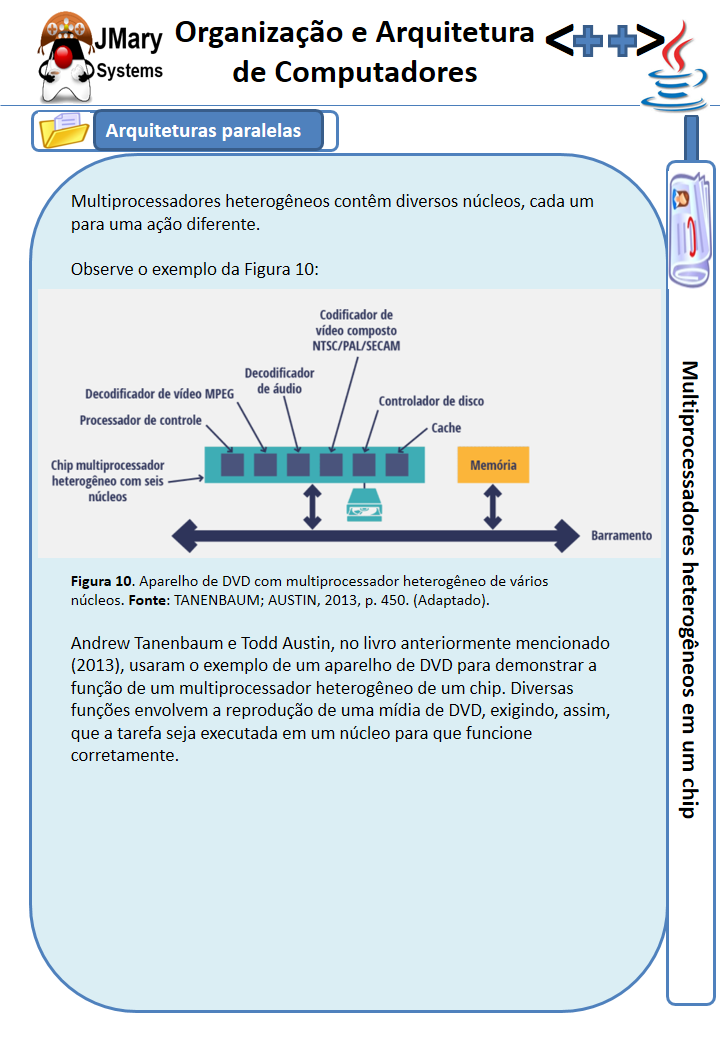 JMary
Systems
Organização e Arquitetura
de Computadores
<++>
Arquiteturas paralelas
Multiprocessadores heterogêneos contêm diversos núcleos, cada um
para uma ação diferente.
Observe o exemplo da Figura 10:
Codificador de
vídeo composto
NTSC/PAL/SECAM
Decodificador
de áudio
Decodificador de vídeo MPEG
Controlador de disco
Processador de controle
Cache
Chip multiprocessador
heterogêneo com seis
núcleos
Memória
Barramento
Figura 10. Aparelho de DVD com multiprocessador heterogêneo de vários
núcleos. Fonte: TANENBAUM; AUSTIN, 2013, p. 450. (Adaptado).
Andrew Tanenbaum e Todd Austin, no livro anteriormente mencionado
(2013), usaram o exemplo de um aparelho de DVD para demonstrar a
função de um multiprocessador heterogêneo de um chip. Diversas
funções envolvem a reprodução de uma mídia de DVD, exigindo, assim,
que a tarefa seja executada em um núcleo para que funcione
corretamente.
Multiprocessadores heterogêneos em um chip